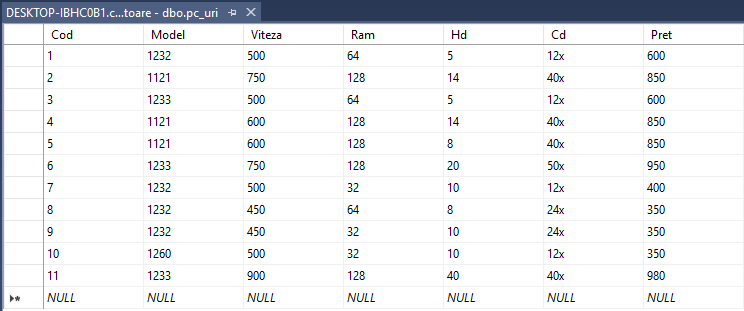 DESKTOP-IBHC0B1.c...toare - dbo.pc_uri
Cod Model Viteza Ram Hd Cd Pret
1 1232 500 64 5 12x 600
2 1121 750 128 14 40x 850
3 1233 500 64 5 12x 600
4 1121 600 128 14 40x 850
5 1121 600 128 8 40x 850
6 1233 750 128 20 50x 950
7 1232 500 32 10 12x 400
8 1232 450 64 8 24x 350
9 1232 450 32 10 24x 350
10 1260 500 32 10 12x 350
11 1233 900 128 40 40x 980
NULL NULL NULL NULL NULL NULL NULL